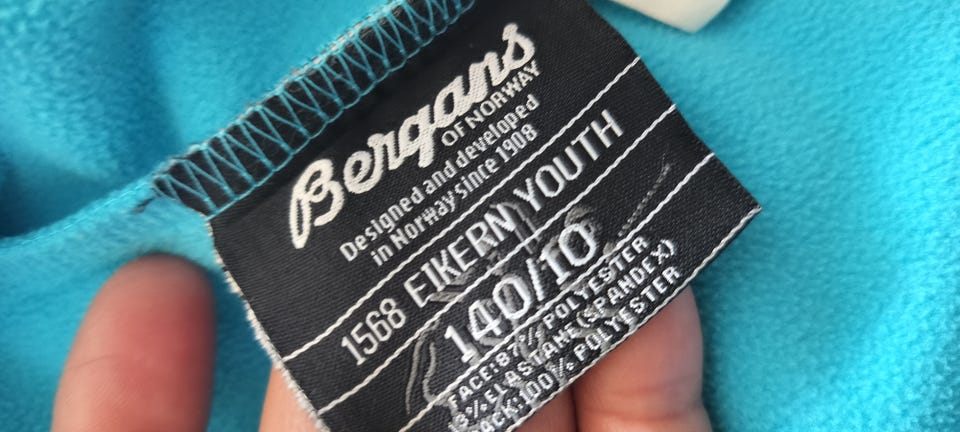 Bergans
OF NORWAY
Designed and developed
in Norway since 1908
1568 EIKERN YOUTH
140/10
FACE:87% POLYESTER
13%ELASTANE(SPANDEX)
BACK:100% POLYESTER